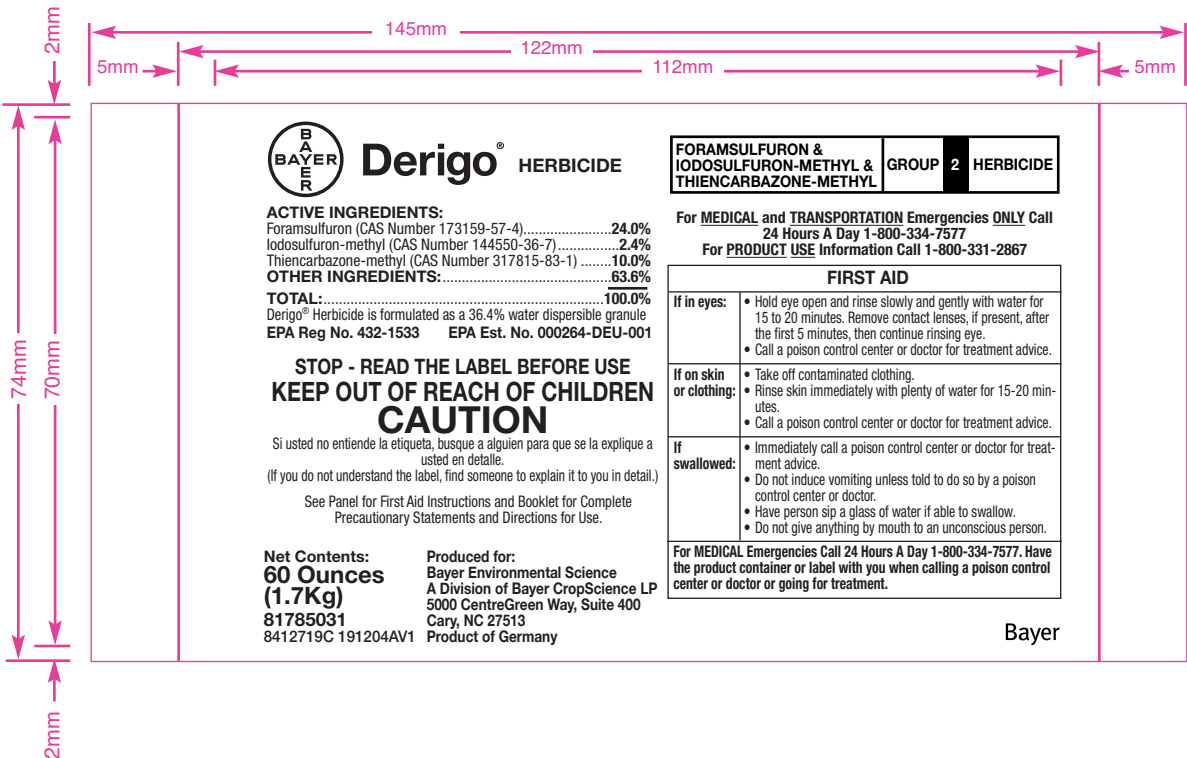 145mm
122mm
112mm
5mm
5mm
2mm
74mm
70mm
2mm
BAYER
BAYER
Derigo® HERBICIDE
ACTIVE INGREDIENTS:
Foramsulfuron (CAS Number 173159-57-4).......................24.0%
Iodosulfuron-methyl (CAS Number 144550-36-7)................2.4%
Thiencarbazone-methyl (CAS Number 317815-83-1) ........10.0%
OTHER INGREDIENTS:............................................63.6%
TOTAL:.........................................................................100.0%
Derigo® Herbicide is formulated as a 36.4% water dispersible granule
EPA Reg No. 432-1533 EPA Est. No. 000264-DEU-001
STOP - READ THE LABEL BEFORE USE
KEEP OUT OF REACH OF CHILDREN
CAUTION
Si usted no entiende la etiqueta, busque a alguien para que se la explique a
usted en detalle.
(If you do not understand the label, find someone to explain it to you in detail.)
See Panel for First Aid Instructions and Booklet for Complete
Precautionary Statements and Directions for Use.
Net Contents:
60 Ounces
(1.7Kg)
81785031
8412719C 191204AV1
Produced for:
Bayer Environmental Science
A Division of Bayer CropScience LP
5000 CentreGreen Way, Suite 400
Cary, NC 27513
Product of Germany
FORAMSULFURON &
IODOSULFURON-METHYL &
THIENCARBAZONE-METHYL
GROUP 2 HERBICIDE
For MEDICAL and TRANSPORTATION Emergencies ONLY Call
24 Hours A Day 1-800-334-7577
For PRODUCT USE Information Call 1-800-331-2867
FIRST AID
If in eyes:
• Hold eye open and rinse slowly and gently with water for
15 to 20 minutes. Remove contact lenses, if present, after
the first 5 minutes, then continue rinsing eye.
• Call a poison control center or doctor for treatment advice.
If on skin
or clothing:
• Take off contaminated clothing.
• Rinse skin immediately with plenty of water for 15-20 min-
utes.
• Call a poison control center or doctor for treatment advice.
If
swallowed:
• Immediately call a poison control center or doctor for treat-
ment advice.
• Do not induce vomiting unless told to do so by a poison
control center or doctor.
• Have person sip a glass of water if able to swallow.
• Do not give anything by mouth to an unconscious person.
For MEDICAL Emergencies Call 24 Hours A Day 1-800-334-7577. Have
the product container or label with you when calling a poison control
center or doctor or going for treatment.
Bayer